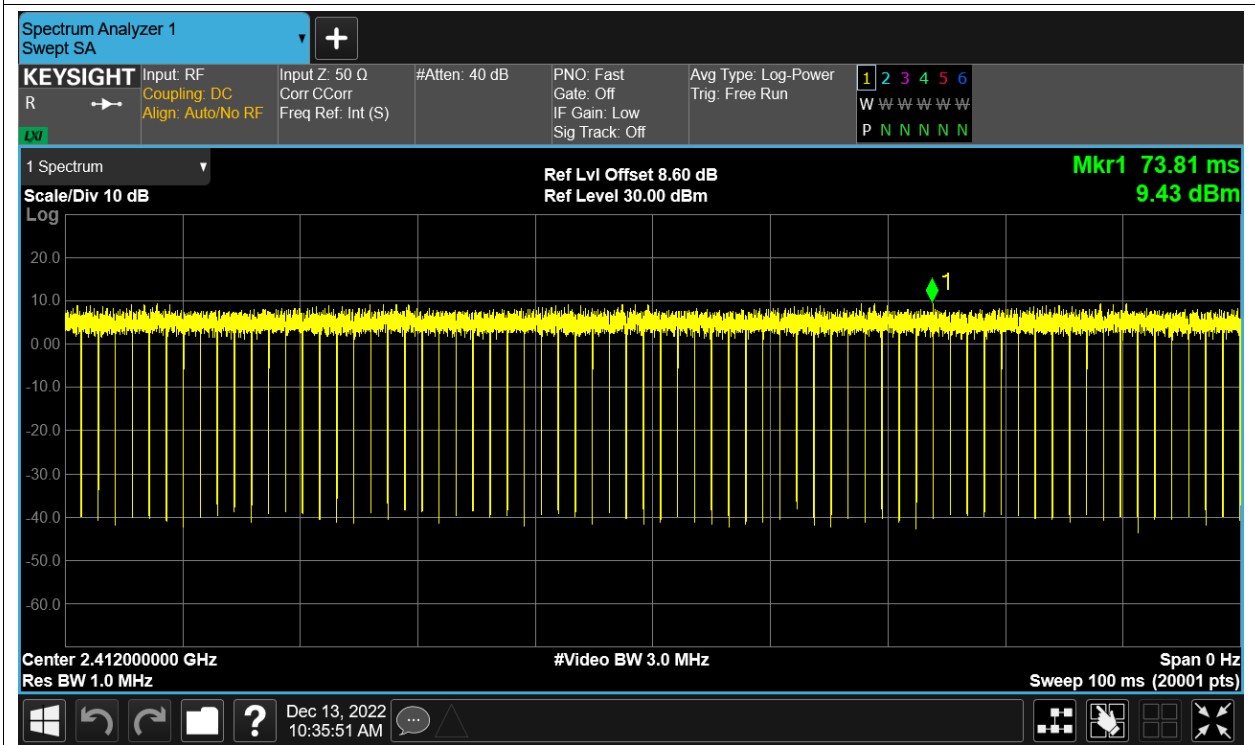 Spectrum Analyzer 1
Swept SA
+
KEYSIGHT
R
LXI
Input: RF
Coupling: DC
Align: Auto/No RF
Input Z: 50 Ω
Corr CCorr
Freq Ref: Int (S)
#Atten: 40 dB
PNO: Fast
Gate: Off
IF Gain: Low
Sig Track: Off
Avg Type: Log-Power
Trig: Free Run
1 2 3 4 5 6
W W W W W W
P N N N N N
1 Spectrum
Scale/Div 10 dB
Ref Lvl Offset 8.60 dB
Ref Level 30.00 dBm
Mkr1 73.81 ms
9.43 dBm
Log
20.0
10.0
0.00
-10.0
-20.0
-30.0
-40.0
-50.0
-60.0
1
Center 2.412000000 GHz
Res BW 1.0 MHz
#Video BW 3.0 MHz
Span 0 Hz
Sweep 100 ms (20001 pts)
?
Dec 13, 2022
10:35:51 AM